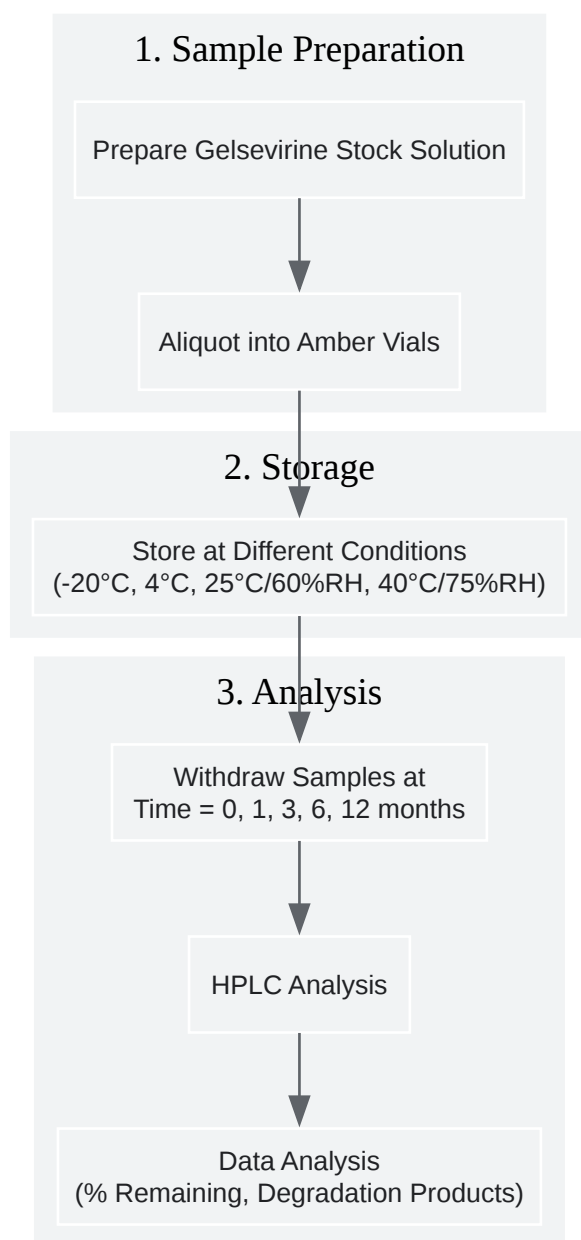 1. Sample Preparation
Prepare Gelsevirine Stock Solution
Aliquot into Amber Vials
2. Storage
Store at Different Conditions
(-20°C, 4°C, 25°C/60%RH, 40°C/75%RH)
3. Analysis
Withdraw Samples at
Time = 0, 1, 3, 6, 12 months
HPLC Analysis
Data Analysis
(% Remaining, Degradation Products)